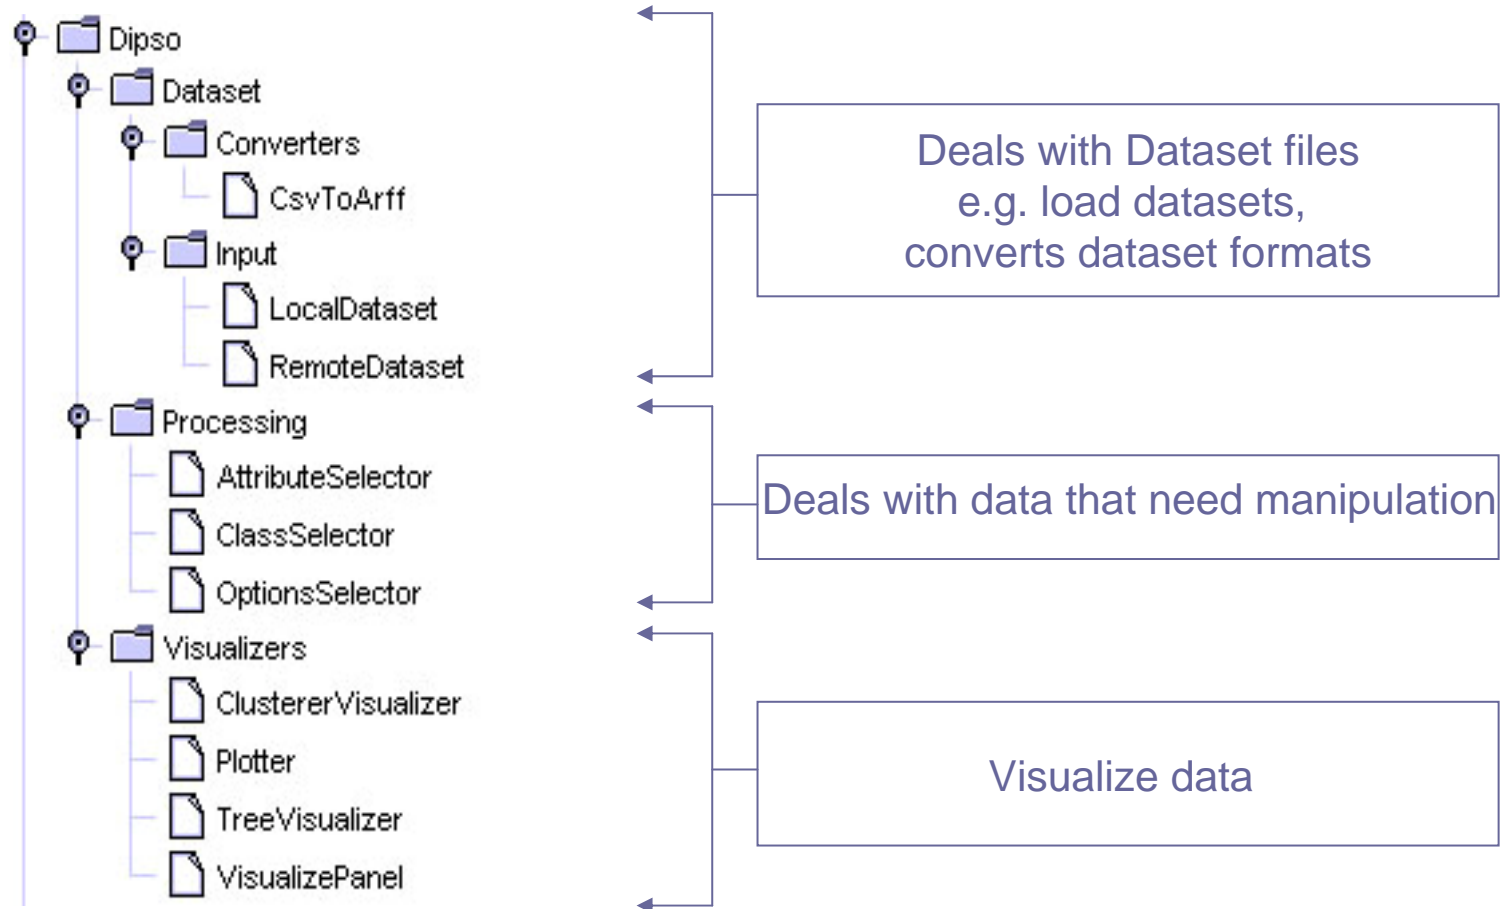 Dipso
Dataset
Converters
CsvToArff
Input
LocalDataset
RemoteDataset
Processing
AttributeSelector
ClassSelector
OptionsSelector
Visualizers
ClustererVisualizer
Plotter
TreeVisualizer
VisualizePanel
Deals with Dataset files
e.g. load datasets,
converts dataset formats
Deals with data that need manipulation
Visualize data